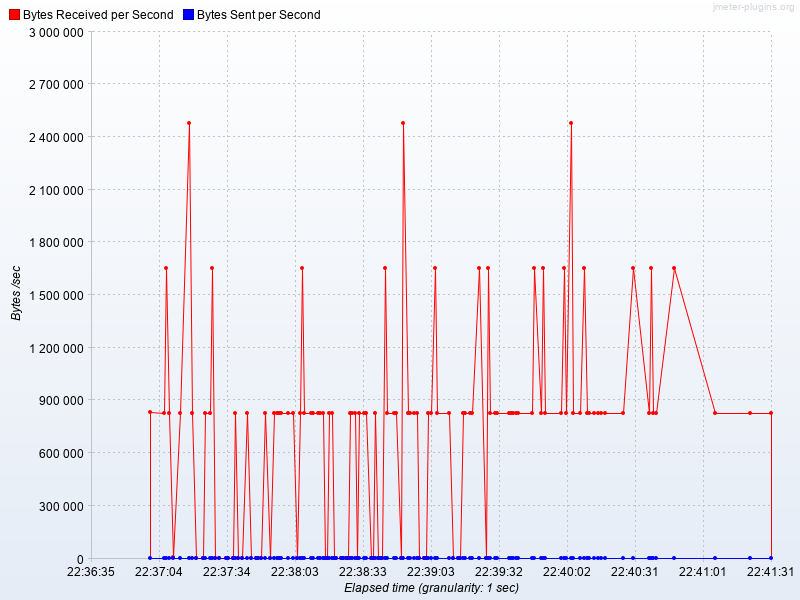 jmeter-plugins.org
Bytes Received per Second Bytes Sent per Second
3 000 000
2 700 000
2 400 000
2 100 000
1 800 000
1 500 000
1 200 000
900 000
600 000
300 000
0
Bytes /sec
22:36:35 22:37:04 22:37:34 22:38:03 22:38:33 22:39:03 22:39:32 22:40:02 22:40:31 22:41:01 22:41:31
Elapsed time (granularity: 1 sec)